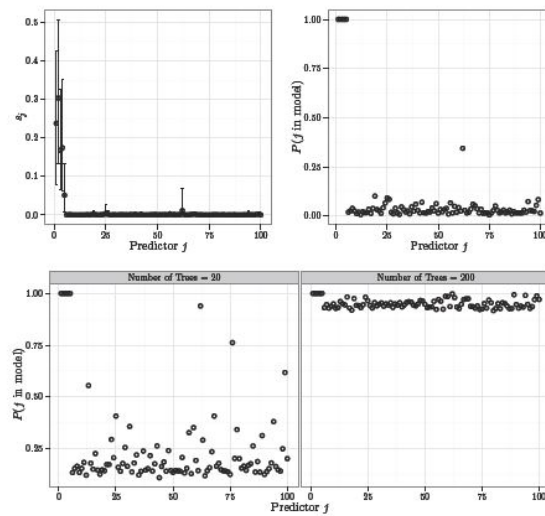 0.5
0.4
0.3
0.2
0.1
0.0
s_j
0 25 50 75 100
Predictor j
1.00
0.75
0.50
0.25
0.00
P(j in model)
0 25 50 75 100
Predictor j
Number of Trees = 20
Number of Trees = 200
1.00
0.75
0.50
0.25
P(j in model)
0 25 50 75 100
0 25 50 75 100
Predictor j